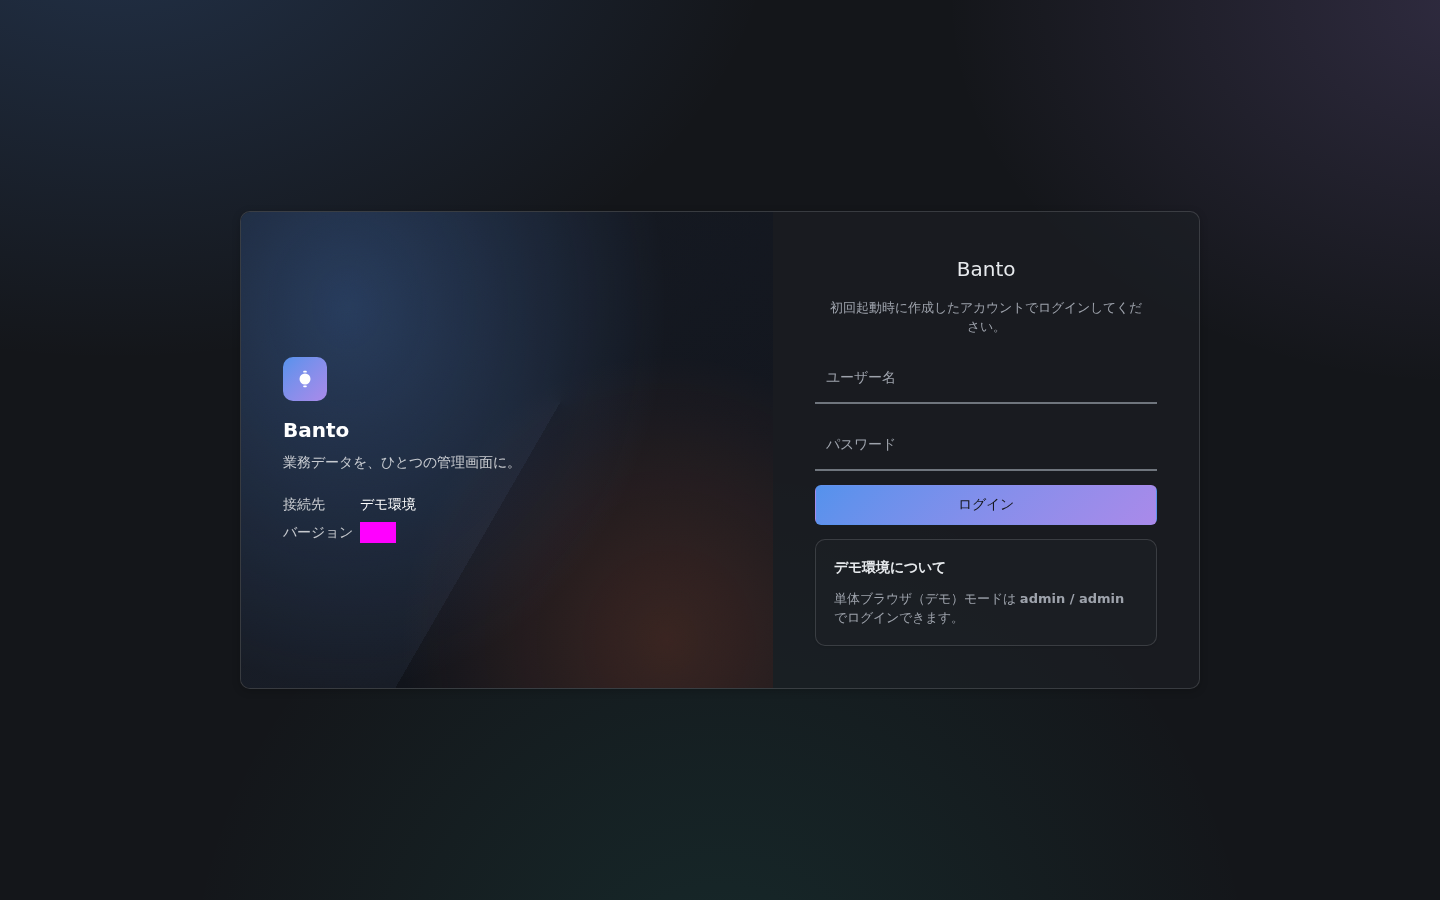 Banto
業務データを、ひとつの管理画面に。
接続先 デモ環境
バージョン
Banto
初回起動時に作成したアカウントでログインしてくだ
さい。
ユーザー名
パスワード
ログイン
デモ環境について
単体ブラウザ（デモ）モードは admin / admin
でログインできます。